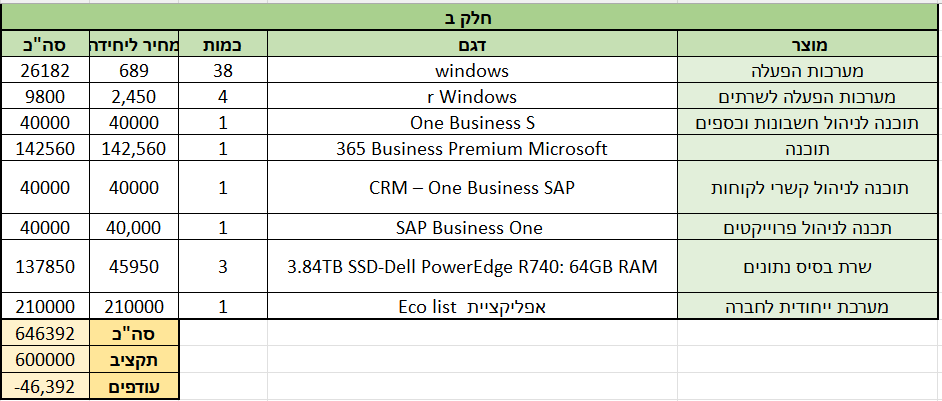 חלק ב
מוצר דגם כמות מחיר ליחידה סה"כ
מערכות הפעלה windows 38 689 26182
מערכות הפעלה לשרתים r Windows 4 2,450 9800
תוכנה לניהול חשבונות וכספים One Business S 1 40000 40000
תוכנה 365 Business Premium Microsoft 1 142,560 142560
תוכנה לניהול קשרי לקוחות CRM – One Business SAP 1 40000 40000
תכנה לניהול פרוייקטים SAP Business One 1 40,000 40000
שרת בסיס נתונים 3.84TB SSD-Dell PowerEdge R740: 64GB RAM 3 45950 137850
מערכת ייחודית לחברה אפליקציית Eco list 1 210000 210000
סה"כ 646392
תקציב 600000
עודפים -46,392